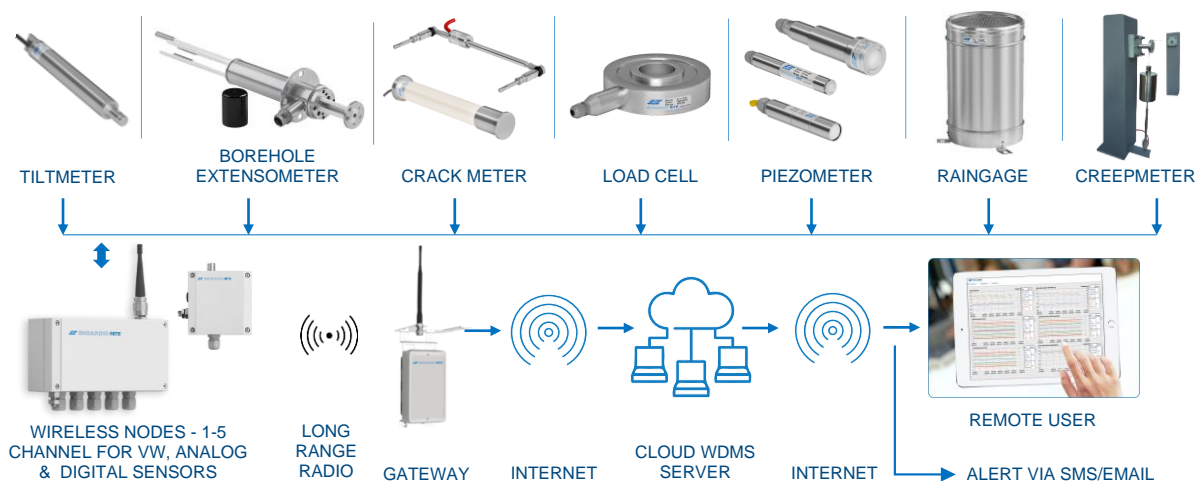 TILTMETER
BOREHOLE
EXTENSOMETER
CRACK METER
LOAD CELL
PIEZOMETER
RAINGAGE
CREEPMETER
WIRELESS NODES - 1-5
CHANNEL FOR VW, ANALOG
& DIGITAL SENSORS
LONG
RANGE
RADIO
GATEWAY
INTERNET
CLOUD WDMS
SERVER
INTERNET
REMOTE USER
ALERT VIA SMS/EMAIL